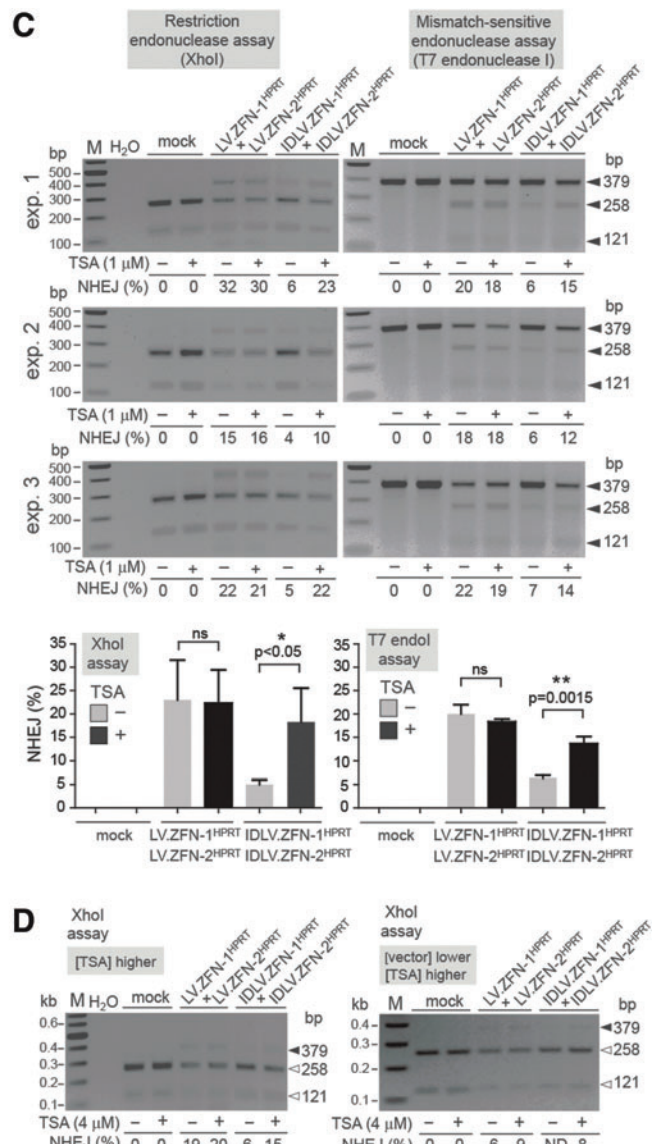 C
Restriction
endonuclease assay
(XhoI)
Mismatch-sensitive
endonuclease assay
(T7 endonuclease I)
LV.ZFN-1HPRT
+ LV.ZFN-2HPRT
IDLV.ZFN-1HPRT
+ IDLV.ZFN-2HPRT
LV.ZFN-1HPRT
+ LV.ZFN-2HPRT
IDLV.ZFN-1HPRT
+ IDLV.ZFN-2HPRT
bp M H2O mock M mock bp
exp. 1
500
400
300
200
100
379
258
121
TSA (1 µM) – + – + – + – + – + – +
NHEJ (%) 0 0 32 30 6 23 0 0 20 18 6 15
bp bp
exp. 2
500
400
300
200
100
379
258
121
TSA (1 µM) – + – + – + – + – + – +
NHEJ (%) 0 0 15 16 4 10 0 0 18 18 6 12
bp bp
exp. 3
500
400
300
200
100
379
258
121
TSA (1 µM) – + – + – + – + – + – +
NHEJ (%) 0 0 22 21 5 22 0 0 22 19 7 14
NHEJ (%)
35
30
25
20
15
10
5
0
XhoI
assay
TSA
–
+
ns
*
p<0.05
mock
LV.ZFN-1HPRT IDLV.ZFN-1HPRT
LV.ZFN-2HPRT IDLV.ZFN-2HPRT
35
30
25
20
15
10
5
0
T7 endoI
assay
TSA
–
+
ns
**
p=0.0015
mock
LV.ZFN-1HPRT IDLV.ZFN-1HPRT
LV.ZFN-2HPRT IDLV.ZFN-2HPRT
D
XhoI
assay
[TSA] higher
LV.ZFN-1HPRT
+ LV.ZFN-2HPRT
IDLV.ZFN-1HPRT
+ IDLV.ZFN-2HPRT
kb M H2O mock bp
0.6
0.4
0.3
0.2
0.1
379
258
121
TSA (4 µM) – + – + – +
NHEJ (%) 0 0 19 20 6 15
XhoI
assay
[vector] lower
[TSA] higher
LV.ZFN-1HPRT
+ LV.ZFN-2HPRT
IDLV.ZFN-1HPRT
+ IDLV.ZFN-2HPRT
kb M mock bp
0.4
0.3
0.2
0.1
379
258
121
TSA (4 µM) – + – + – +
NHEJ (%) 0 0 6 9 ND 8